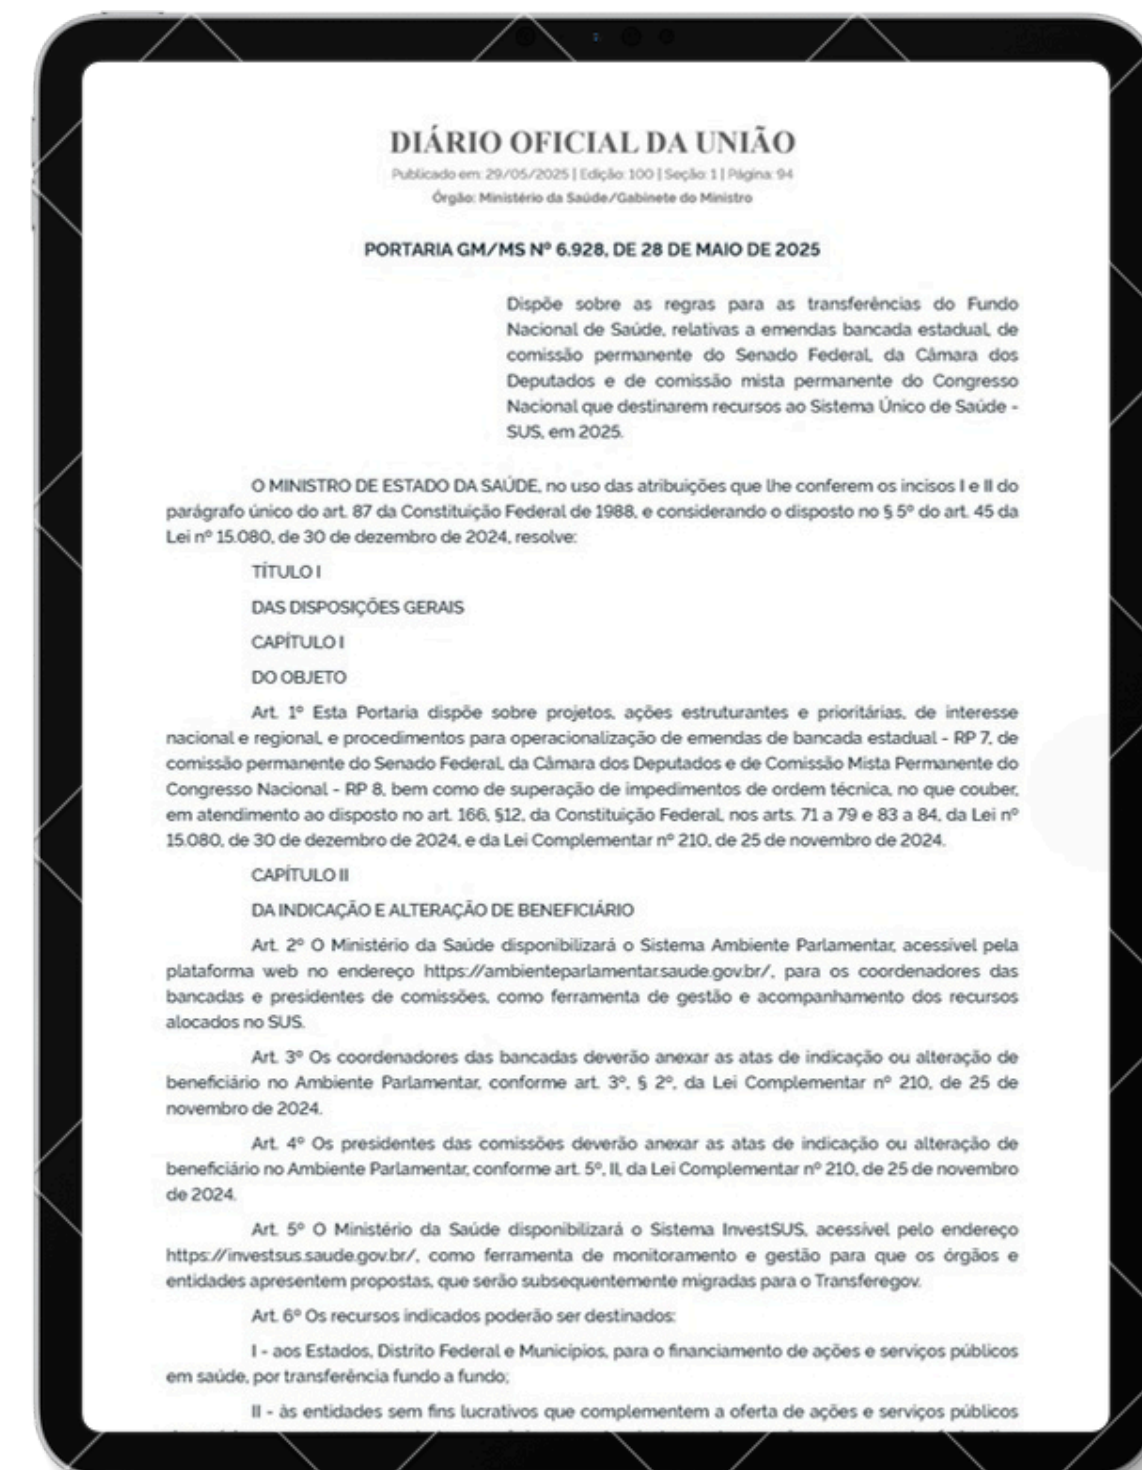 DIÁRIO OFICIAL DA UNIÃO
Publicado em: 29/05/2025 | Edição: 100 | Seção: 1 | Página: 94
Órgão: Ministério da Saúde/Gabinete do Ministro
PORTARIA GM/MS Nº 6.928, DE 28 DE MAIO DE 2025
Dispõe sobre as regras para as transferências do Fundo
Nacional de Saúde, relativas a emendas bancada estadual, de
comissão permanente do Senado Federal, da Câmara dos
Deputados e de comissão mista permanente do Congresso
Nacional que destinarem recursos ao Sistema Único de Saúde -
SUS, em 2025.
O MINISTRO DE ESTADO DA SAÚDE, no uso das atribuições que lhe conferem os incisos I e II do
parágrafo único do art. 87 da Constituição Federal de 1988, e considerando o disposto no § 5º do art. 45 da
Lei nº 15.080, de 30 de dezembro de 2024, resolve:
TÍTULO I
DAS DISPOSIÇÕES GERAIS
CAPÍTULO I
DO OBJETO
Art. 1º Esta Portaria dispõe sobre projetos, ações estruturantes e prioritárias, de interesse
nacional e regional, e procedimentos para operacionalização de emendas de bancada estadual - RP 7, de
comissão permanente do Senado Federal, da Câmara dos Deputados e de Comissão Mista Permanente do
Congresso Nacional - RP 8, bem como de superação de impedimentos de ordem técnica, no que couber,
em atendimento ao disposto no art. 166, §12, da Constituição Federal, nos arts. 71 a 79 e 83 a 84, da Lei nº
15.080, de 30 de dezembro de 2024, e da Lei Complementar nº 210, de 25 de novembro de 2024.
CAPÍTULO II
DA INDICAÇÃO E ALTERAÇÃO DE BENEFICIÁRIO
Art. 2º O Ministério da Saúde disponibilizará o Sistema Ambiente Parlamentar, acessível pela
plataforma web no endereço https://ambienteparlamentar.saude.gov.br/, para os coordenadores das
bancadas e presidentes de comissões, como ferramenta de gestão e acompanhamento dos recursos
alocados no SUS.
Art. 3º Os coordenadores das bancadas deverão anexar as atas de indicação ou alteração de
beneficiário no Ambiente Parlamentar, conforme art. 3º, § 2º, da Lei Complementar nº 210, de 25 de
novembro de 2024.
Art. 4º Os presidentes das comissões deverão anexar as atas de indicação ou alteração de
beneficiário no Ambiente Parlamentar, conforme art. 5º, II, da Lei Complementar nº 210, de 25 de novembro
de 2024.
Art. 5º O Ministério da Saúde disponibilizará o Sistema InvestSUS, acessível pelo endereço
https://investsus.saude.gov.br/, como ferramenta de monitoramento e gestão para que os órgãos e
entidades apresentem propostas, que serão subsequentemente migradas para o Transferegov.
Art. 6º Os recursos indicados poderão ser destinados:
I - aos Estados, Distrito Federal e Municípios, para o financiamento de ações e serviços públicos
em saúde, por transferência fundo a fundo;
II - às entidades sem fins lucrativos que complementem a oferta de ações e serviços públicos